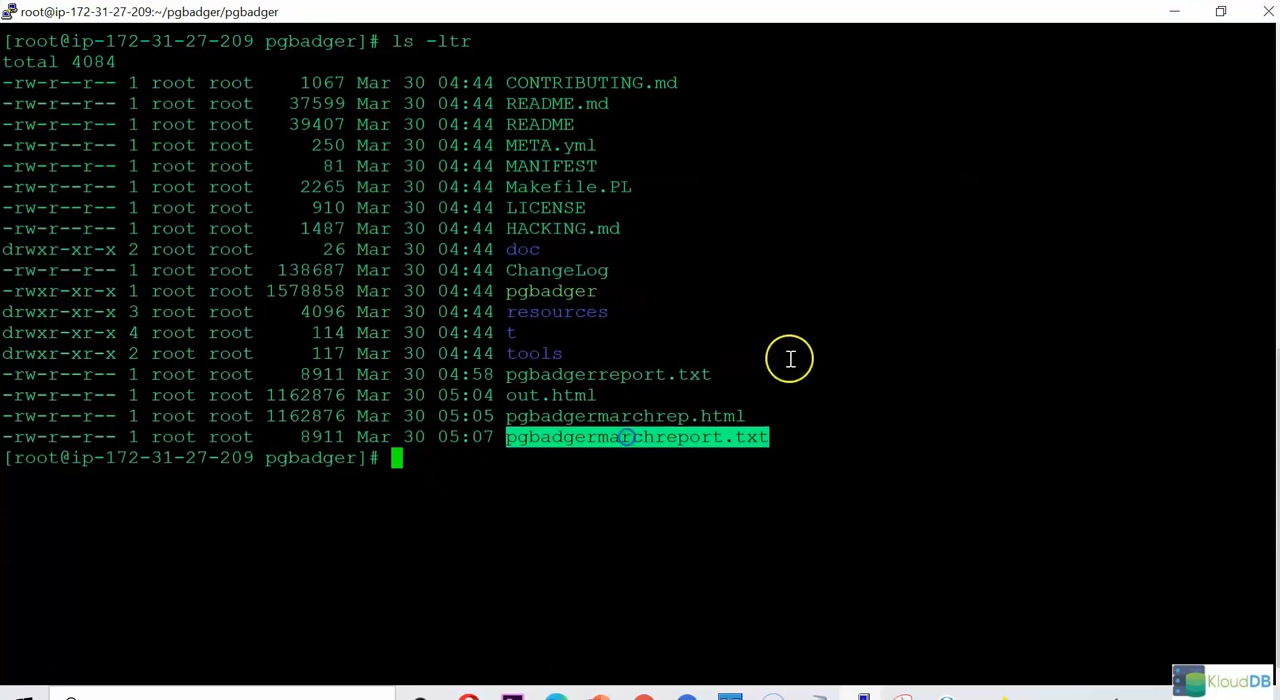 root@ip-172-31-27-209:~/pgbadger/pgbadger
[root@ip-172-31-27-209 pgbadger]# ls -ltr
total 4084
-rw-r--r-- 1 root root 1067 Mar 30 04:44 CONTRIBUTING.md
-rw-r--r-- 1 root root 37599 Mar 30 04:44 README.md
-rw-r--r-- 1 root root 39407 Mar 30 04:44 README
-rw-r--r-- 1 root root 250 Mar 30 04:44 META.yml
-rw-r--r-- 1 root root 81 Mar 30 04:44 MANIFEST
-rw-r--r-- 1 root root 2265 Mar 30 04:44 Makefile.PL
-rw-r--r-- 1 root root 910 Mar 30 04:44 LICENSE
-rw-r--r-- 1 root root 1487 Mar 30 04:44 HACKING.md
drwxr-xr-x 2 root root 26 Mar 30 04:44 doc
-rw-r--r-- 1 root root 138687 Mar 30 04:44 ChangeLog
-rwxr-xr-x 1 root root 1578858 Mar 30 04:44 pgbadger
drwxr-xr-x 3 root root 4096 Mar 30 04:44 resources
drwxr-xr-x 4 root root 114 Mar 30 04:44 t
drwxr-xr-x 2 root root 117 Mar 30 04:44 tools
-rw-r--r-- 1 root root 8911 Mar 30 04:58 pgbadgerreport.txt
-rw-r--r-- 1 root root 1162876 Mar 30 05:04 out.html
-rw-r--r-- 1 root root 1162876 Mar 30 05:05 pgbadgermarchrep.html
-rw-r--r-- 1 root root 8911 Mar 30 05:07 pgbadgermarchreport.txt
[root@ip-172-31-27-209 pgbadger]#
KloudDB